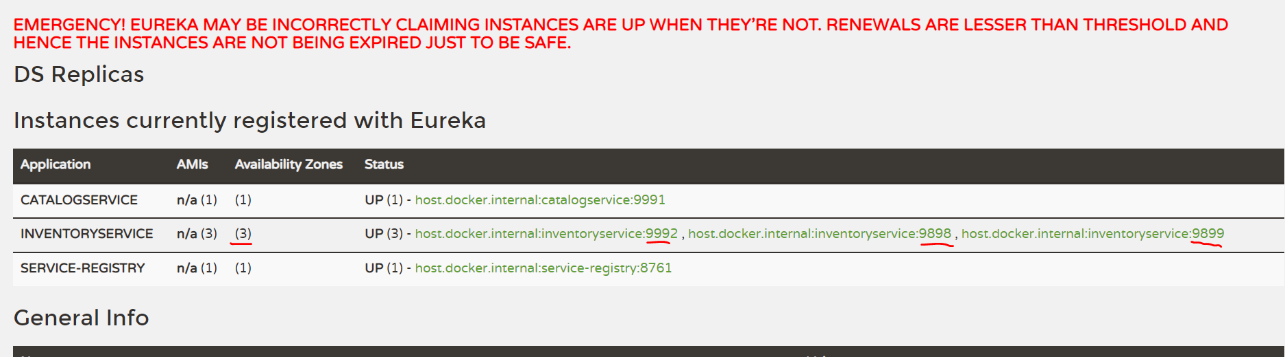 EMERGENCY! EUREKA MAY BE INCORRECTLY CLAIMING INSTANCES ARE UP WHEN THEY'RE NOT. RENEWALS ARE LESSER THAN THRESHOLD AND
HENCE THE INSTANCES ARE NOT BEING EXPIRED JUST TO BE SAFE.
DS Replicas
Instances currently registered with Eureka
Application AMIs Availability Zones Status
CATALOGSERVICE n/a (1) (1) UP (1) - host.docker.internal:catalogservice:9991
INVENTORYSERVICE n/a (3) (3) UP (3) - host.docker.internal:inventoryservice:9992 , host.docker.internal:inventoryservice:9898 , host.docker.internal:inventoryservice:9899
SERVICE-REGISTRY n/a (1) (1) UP (1) - host.docker.internal:service-registry:8761
General Info